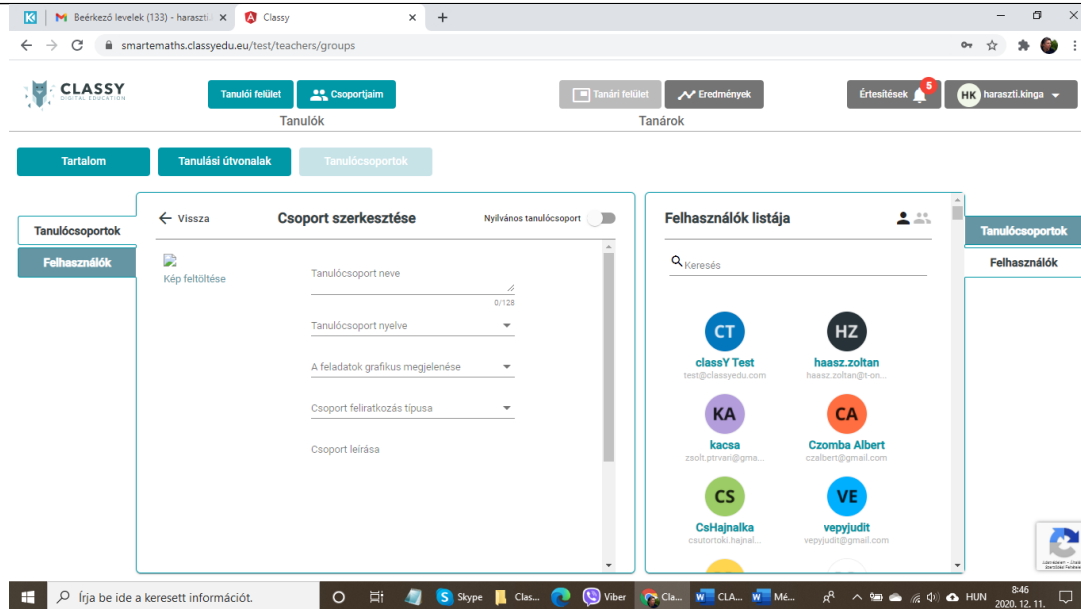 Beérkező levelek (133) - haraszti.
Classy
smartemaths.classyedu.eu/test/teachers/groups
CLASSY
DIGITAL EDUCATION
Tanulói felület
Csoportjaim
Tanári felület
Eredmények
Értesítések
5
HK
haraszti.kinga
Tanulók
Tanárok
Tartalom
Tanulási útvonalak
Tanulócsoportok
Tanulócsoportok
Felhasználók
Vissza
Csoport szerkesztése
Nyilvános tanulócsoport
Kép feltöltése
Tanulócsoport neve
0/128
Tanulócsoport nyelve
A feladatok grafikus megjelenése
Csoport feliratkozás típusa
Csoport leírása
Felhasználók listája
Keresés
CT
classY Test
test@classyedu.com
HZ
haasz.zoltan
haasz.zoltan@t-on...
KA
kacsa
zsolt.ptrvari@gma...
CA
Czomba Albert
czalbert@gmail.com
CS
CsHajnalka
csutortoki.hajnal...
VE
vepyjudit
vepyjudit@gmail.com
Tanulócsoportok
Felhasználók
Írja be ide a keresett információt.
Skype
Clas...
Viber
Cla...
CLA...
Mé...
HUN
8:46
2020. 12. 11.